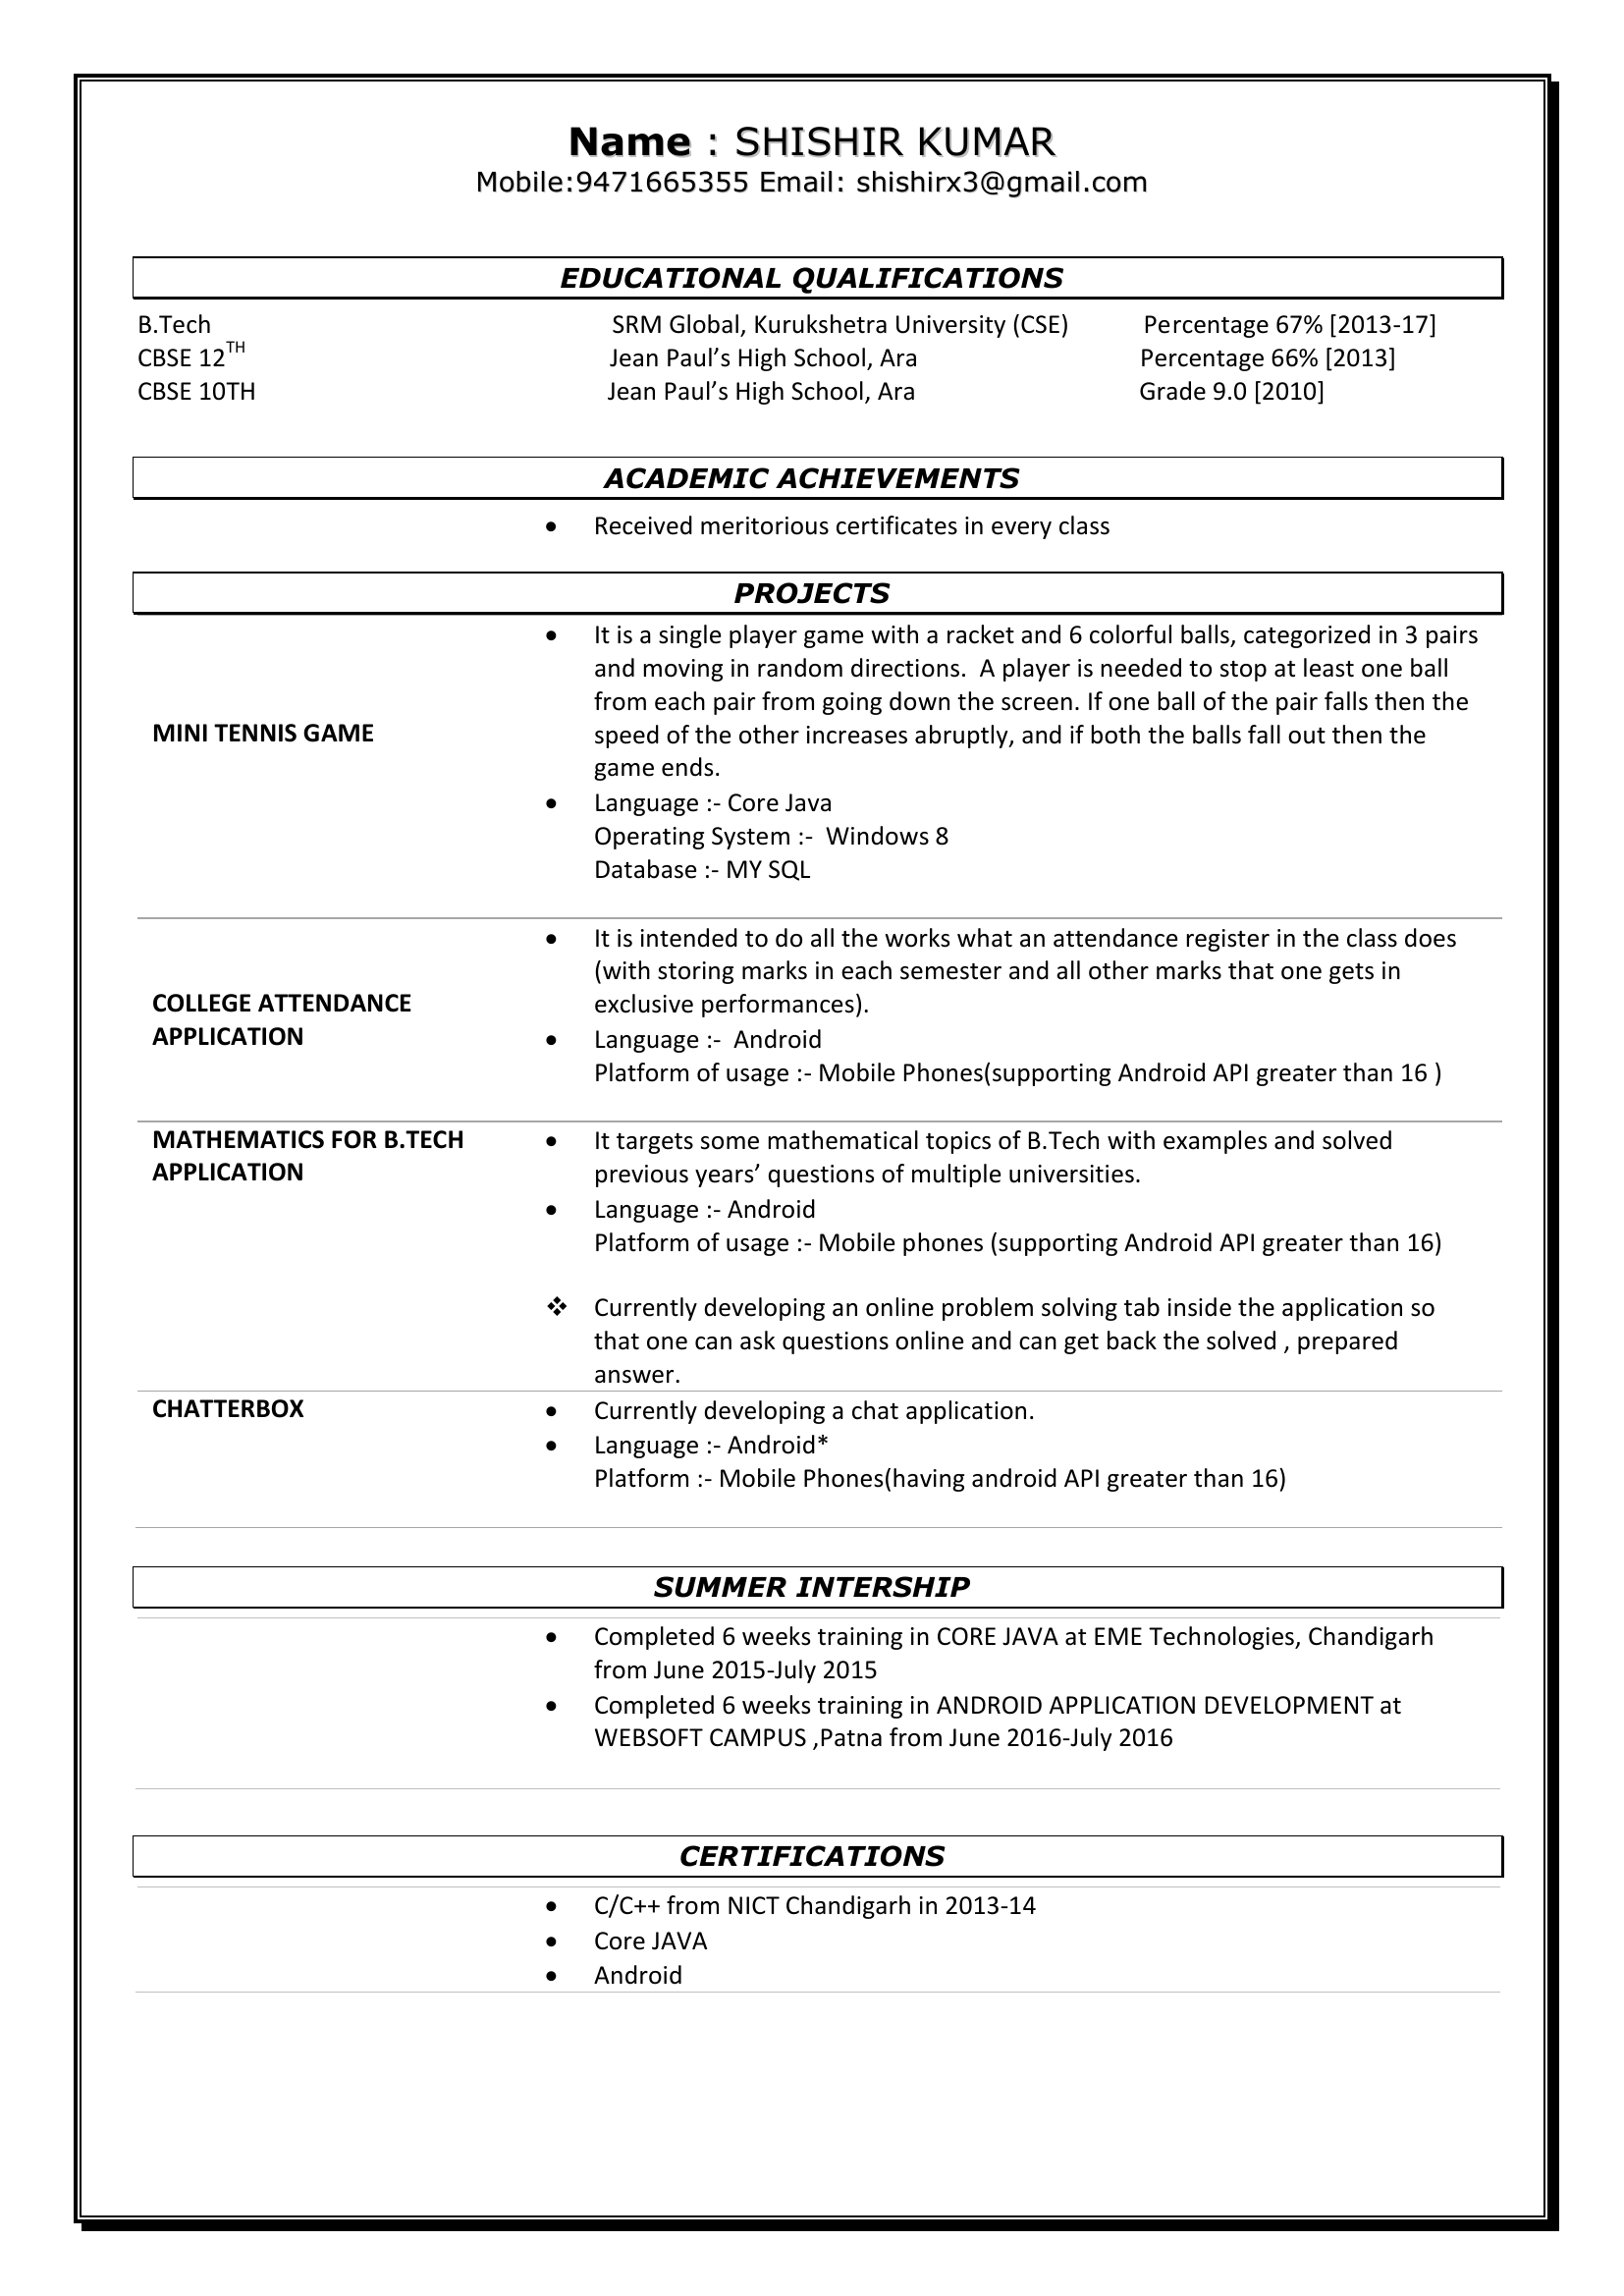 Name : SHISHIR KUMAR
Mobile:9471665355 Email: shishirx3@gmail.com
EDUCATIONAL QUALIFICATIONS
B.Tech SRM Global, Kurukshetra University (CSE) Percentage 67% [2013-17]
CBSE 12TH Jean Paul’s High School, Ara Percentage 66% [2013]
CBSE 10TH Jean Paul’s High School, Ara Grade 9.0 [2010]
ACADEMIC ACHIEVEMENTS
• Received meritorious certificates in every class
PROJECTS
MINI TENNIS GAME
• It is a single player game with a racket and 6 colorful balls, categorized in 3 pairs
and moving in random directions.  A player is needed to stop at least one ball
from each pair from going down the screen. If one ball of the pair falls then the
speed of the other increases abruptly, and if both the balls fall out then the
game ends.
• Language :- Core Java
Operating System :-  Windows 8
Database :- MY SQL
COLLEGE ATTENDANCE
APPLICATION
• It is intended to do all the works what an attendance register in the class does
(with storing marks in each semester and all other marks that one gets in
exclusive performances).
• Language :-  Android
Platform of usage :- Mobile Phones(supporting Android API greater than 16 )
MATHEMATICS FOR B.TECH
APPLICATION
• It targets some mathematical topics of B.Tech with examples and solved
previous years’ questions of multiple universities.
• Language :- Android
Platform of usage :- Mobile phones (supporting Android API greater than 16)
❖ Currently developing an online problem solving tab inside the application so
that one can ask questions online and can get back the solved , prepared
answer.
CHATTERBOX
• Currently developing a chat application.
• Language :- Android*
Platform :- Mobile Phones(having android API greater than 16)
SUMMER INTERSHIP
• Completed 6 weeks training in CORE JAVA at EME Technologies, Chandigarh
from June 2015-July 2015
• Completed 6 weeks training in ANDROID APPLICATION DEVELOPMENT at
WEBSOFT CAMPUS ,Patna from June 2016-July 2016
CERTIFICATIONS
• C/C++ from NICT Chandigarh in 2013-14
• Core JAVA
• Android